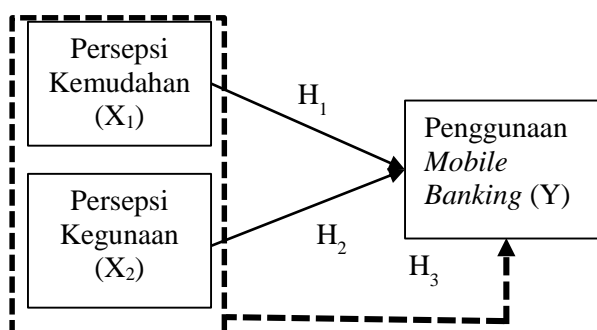 Persepsi
Kemudahan
(X₁)
H₁
Penggunaan
Mobile
Banking (Y)
Persepsi
Kegunaan
(X₂)
H₂
H₃